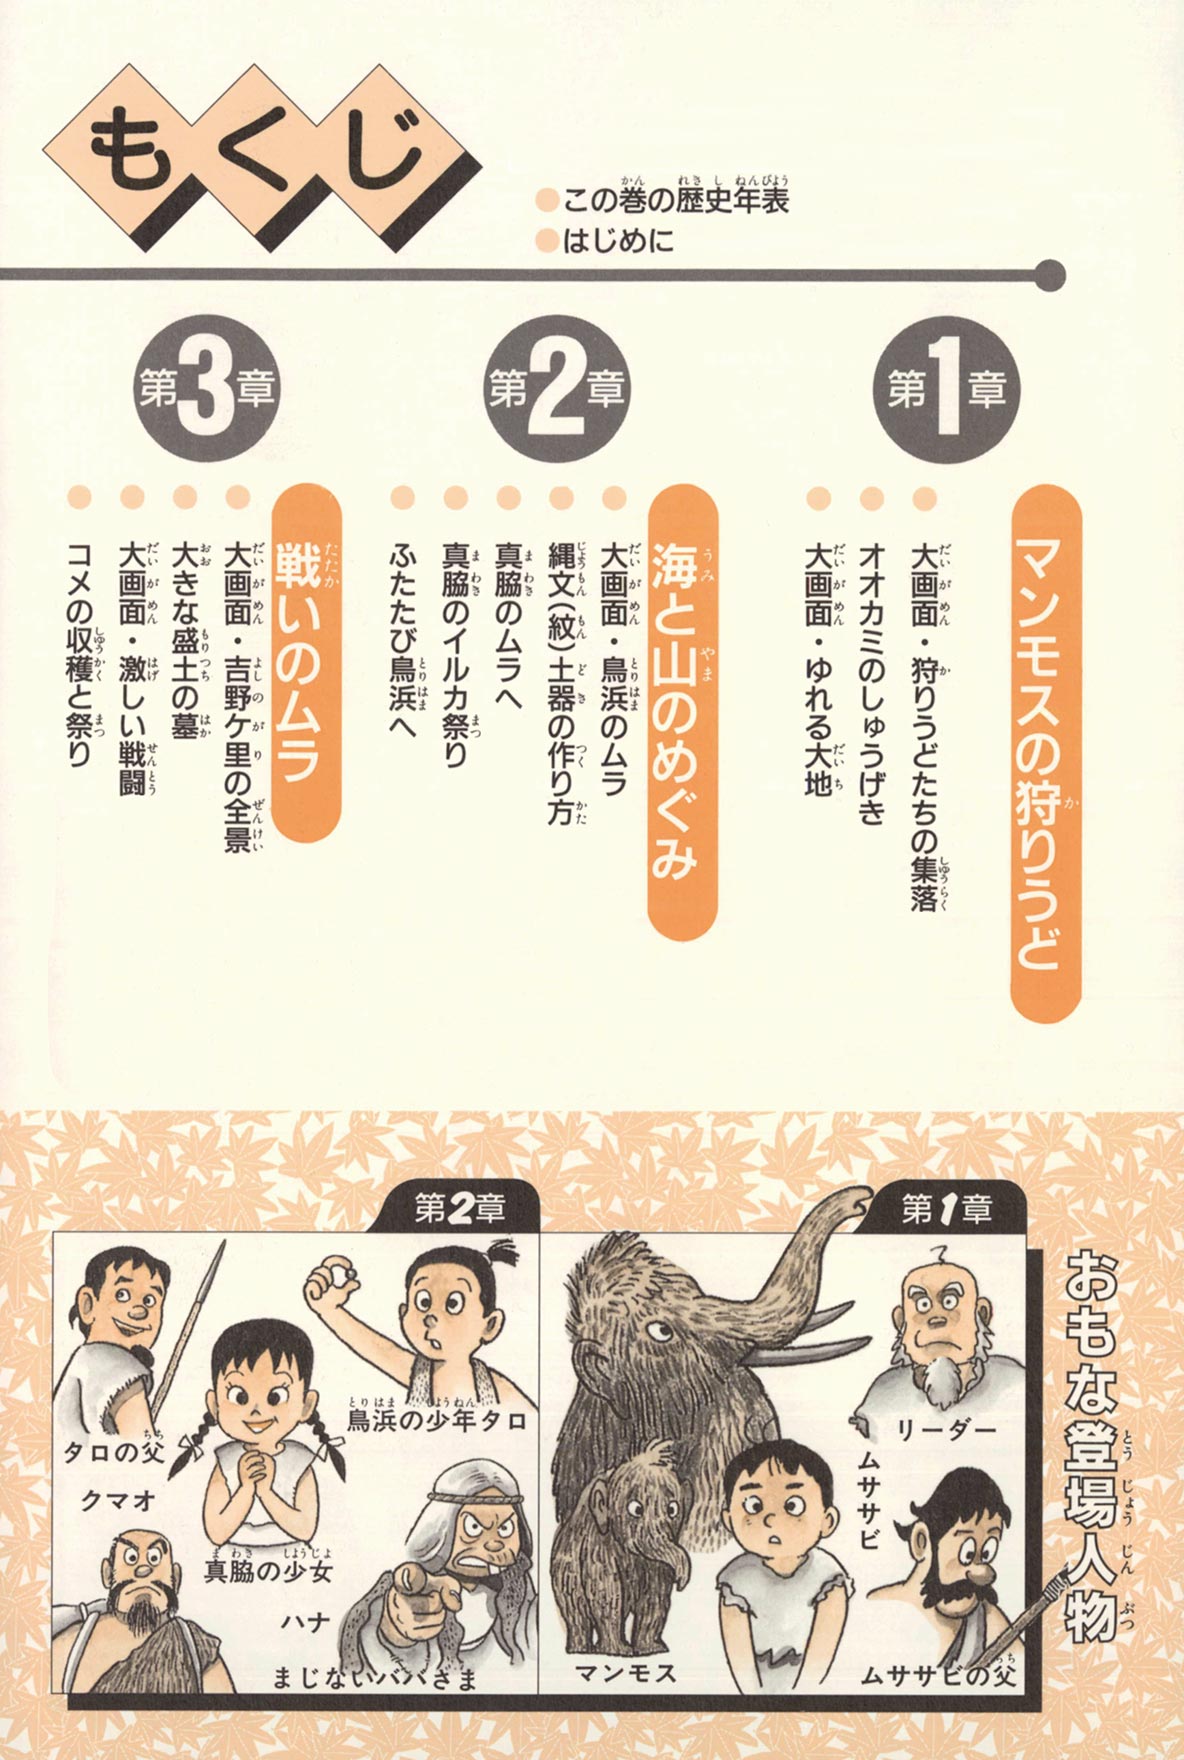 もくじ
この巻の歴史年表
はじめに
第1章
マンモスの狩りうど
大画面・狩りうどたちの集落
オオカミのしゅうげき
大画面・ゆれる大地
第2章
海と山のめぐみ
大画面・鳥浜のムラ
縄文(紋)土器の作り方
真脇のムラへ
真脇のイルカ祭り
ふたたび鳥浜へ
第3章
戦いのムラ
大画面・吉野ケ里の全景
大きな盛土の墓
大画面・激しい戦闘
コメの収穫と祭り
おもな登場人物
第1章
リーダー
ムササビ
ムササビの父
マンモス
第2章
鳥浜の少年タロ
タロの父
クマオ
真脇の少女
ハナ
まじないババさま